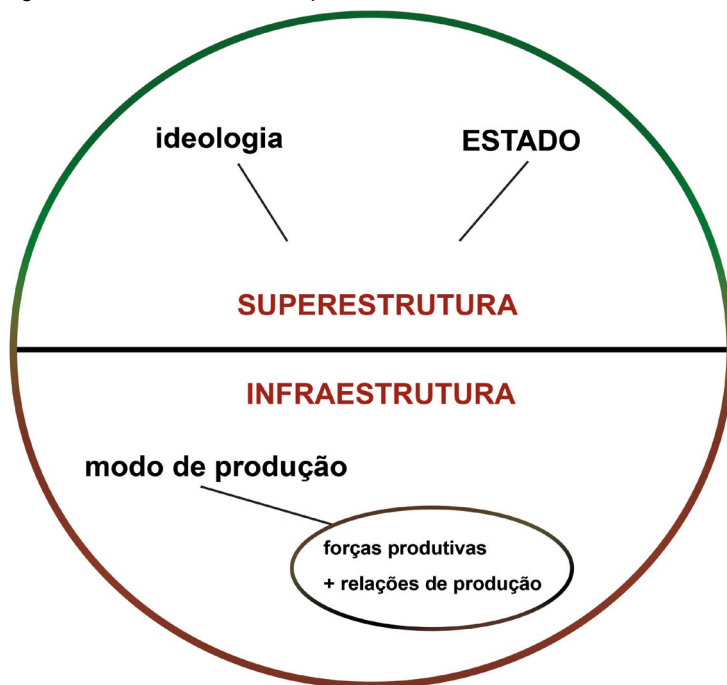 ideologia
ESTADO
SUPERESTRUTURA
INFRAESTRUTURA
modo de produção
forças produtivas
+ relações de produção